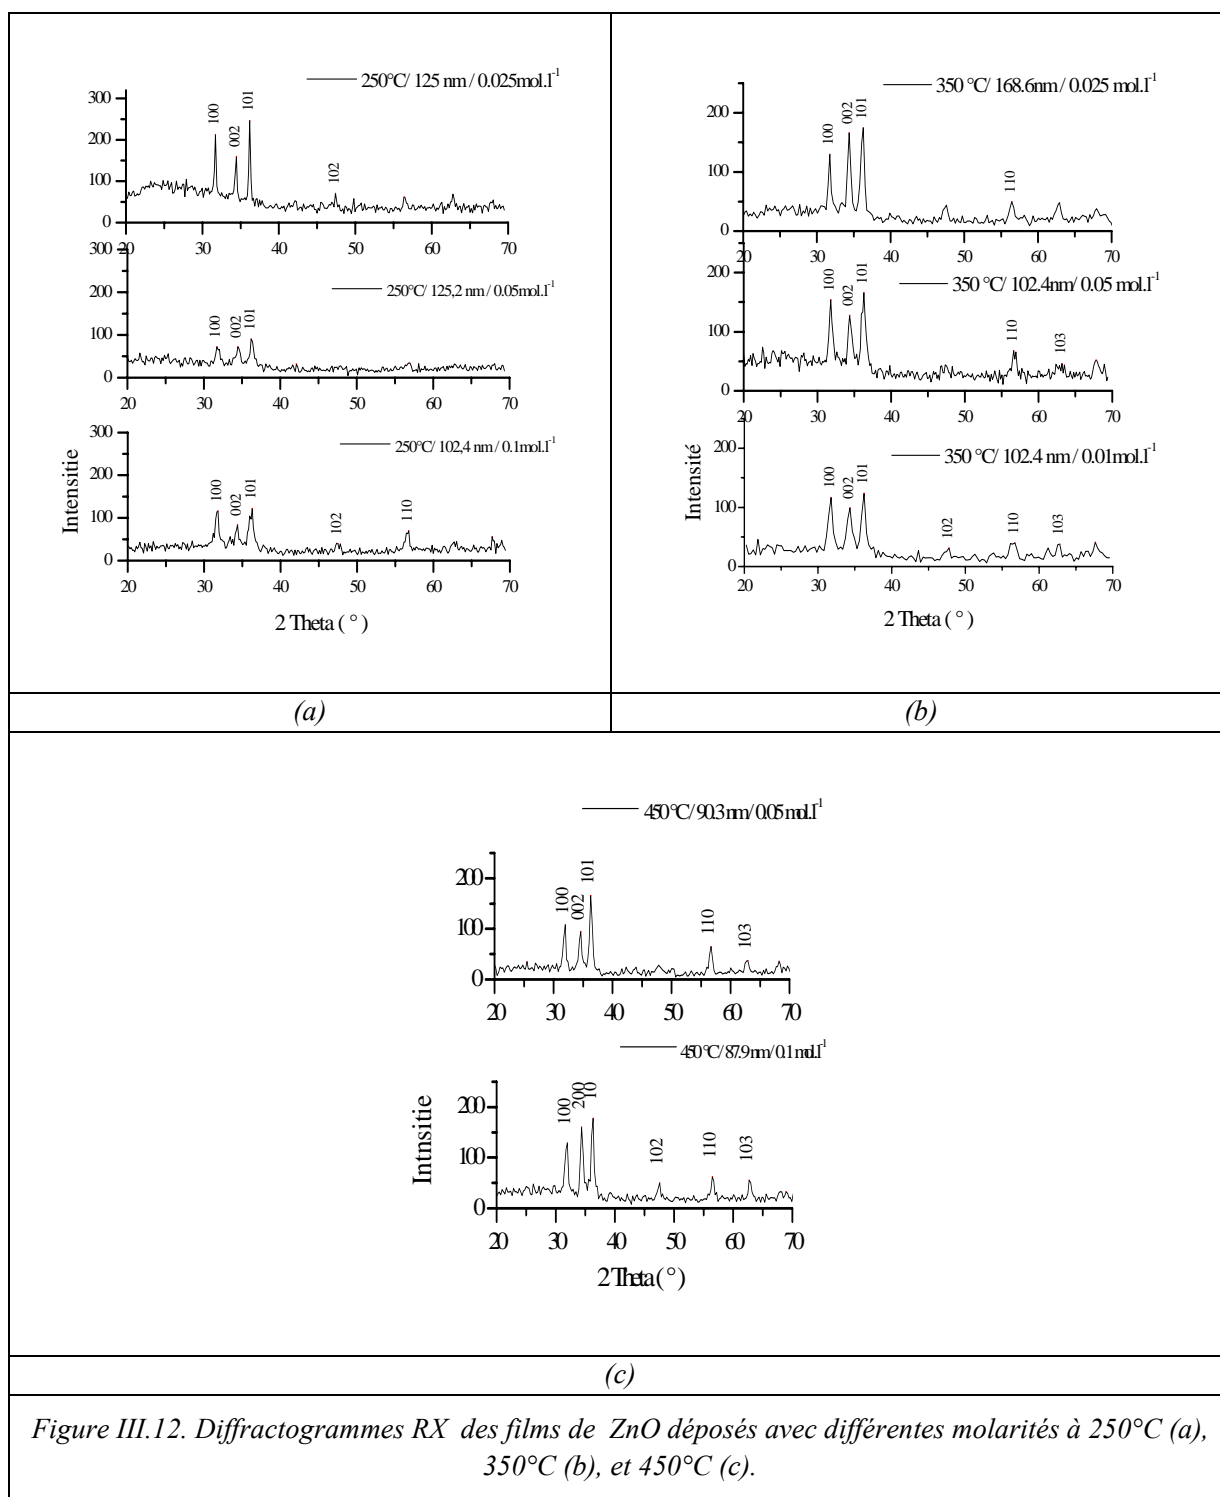 250°C/ 125 nm / 0.025mol.l-1
300
200
100
0
100
002
101
102
20 30 40 50 60 70
250°C/ 125,2 nm / 0.05mol.l-1
300
200
100
0
100
002
101
20 30 40 50 60 70
250°C/ 102,4 nm / 0.1mol.l-1
300
200
100
0
100
002
101
102
110
20 30 40 50 60 70
Intensitie
2 Theta ( ° )
(a)
350 °C/ 168.6nm / 0.025 mol.l-1
200
100
0
100
002
101
110
20 30 40 50 60 70
350 °C/ 102.4nm/ 0.05 mol.l-1
200
100
0
100
002
101
110
103
20 30 40 50 60 70
350 °C/ 102.4 nm / 0.01mol.l-1
200
100
0
100
002
101
102
110
103
20 30 40 50 60 70
Intensité
2 Theta ( ° )
(b)
450°C/ 90.3nm/ 0.05 mol.l-1
200
100
0
100
002
101
110
103
20 30 40 50 60 70
450°C/ 87.9nm/ 0.1mol.l-1
200
100
0
100
200
10
102
110
103
20 30 40 50 60 70
Intnsitie
2 Theta ( ° )
(c)
Figure III.12. Diffractogrammes RX des films de ZnO déposés avec différentes molarités à 250°C (a),
350°C (b), et 450°C (c).